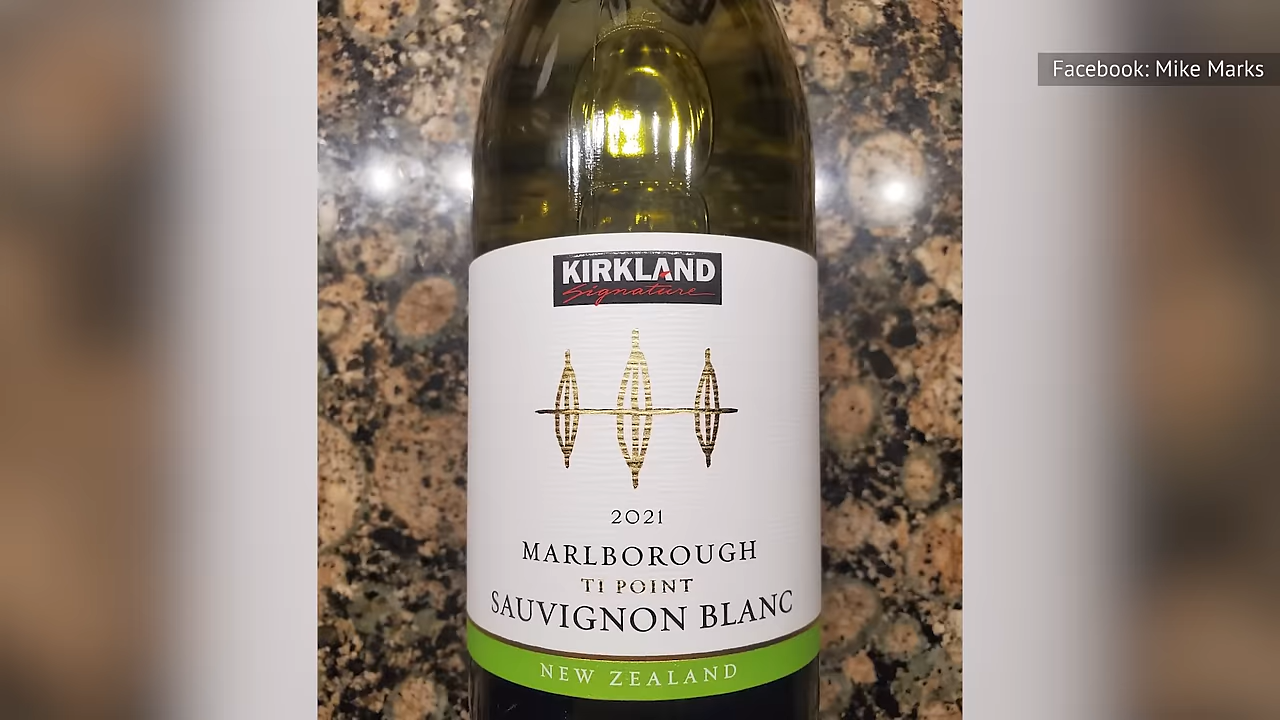 Facebook: Mike Marks
KIRKLAND
Signature
2021
MARLBOROUGH
TI POINT
SAUVIGNON BLANC
NEW ZEALAND